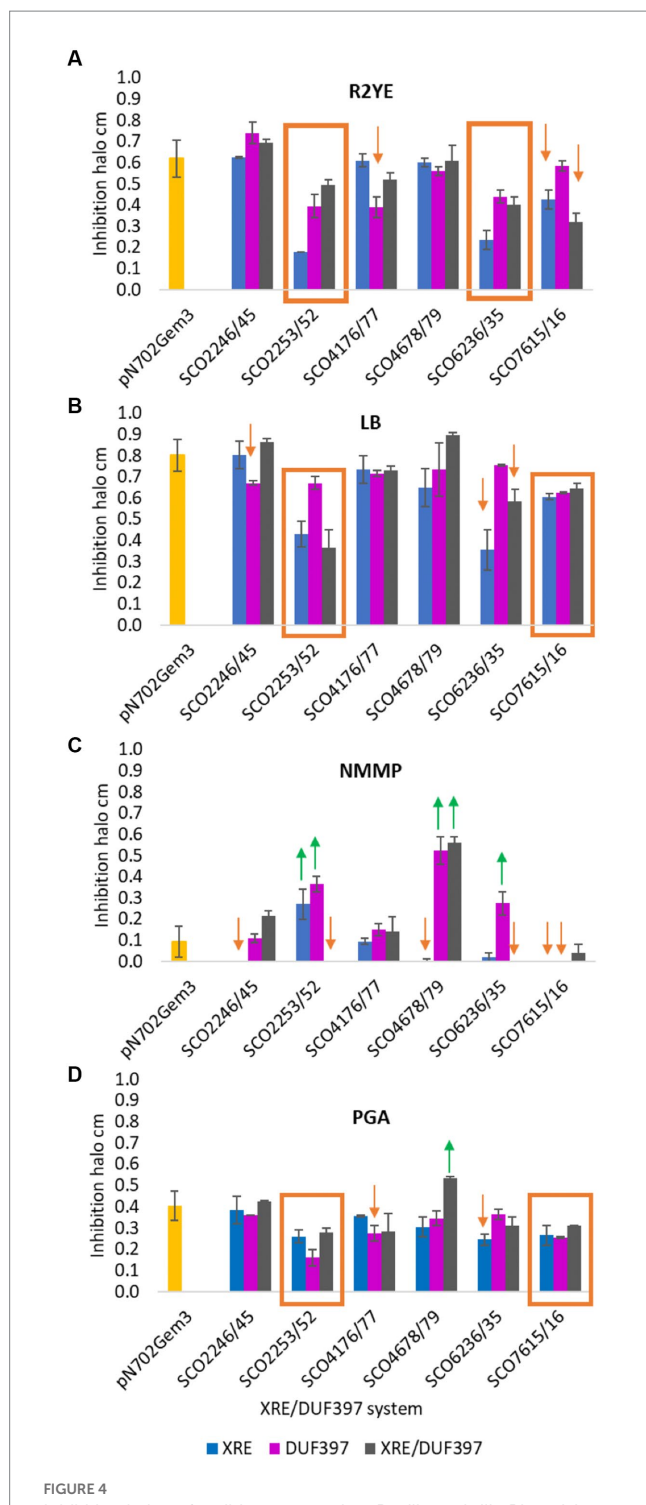 A
R2YE
Inhibition halo cm
1.0
0.9
0.8
0.7
0.6
0.5
0.4
0.3
0.2
0.1
0.0
pN702Gem3
SCO2246/45
SCO2253/52
SCO4176/77
SCO4678/79
SCO6236/35
SCO7615/16
B
LB
Inhibition halo cm
1.0
0.9
0.8
0.7
0.6
0.5
0.4
0.3
0.2
0.1
0.0
pN702Gem3
SCO2246/45
SCO2253/52
SCO4176/77
SCO4678/79
SCO6236/35
SCO7615/16
C
NMMP
Inhibition halo cm
1.0
0.9
0.8
0.7
0.6
0.5
0.4
0.3
0.2
0.1
0.0
pN702Gem3
SCO2246/45
SCO2253/52
SCO4176/77
SCO4678/79
SCO6236/35
SCO7615/16
D
PGA
Inhibition halo cm
1.0
0.9
0.8
0.7
0.6
0.5
0.4
0.3
0.2
0.1
0.0
pN702Gem3
SCO2246/45
SCO2253/52
SCO4176/77
SCO4678/79
SCO6236/35
SCO7615/16
XRE/DUF397 system
XRE DUF397 XRE/DUF397
FIGURE 4